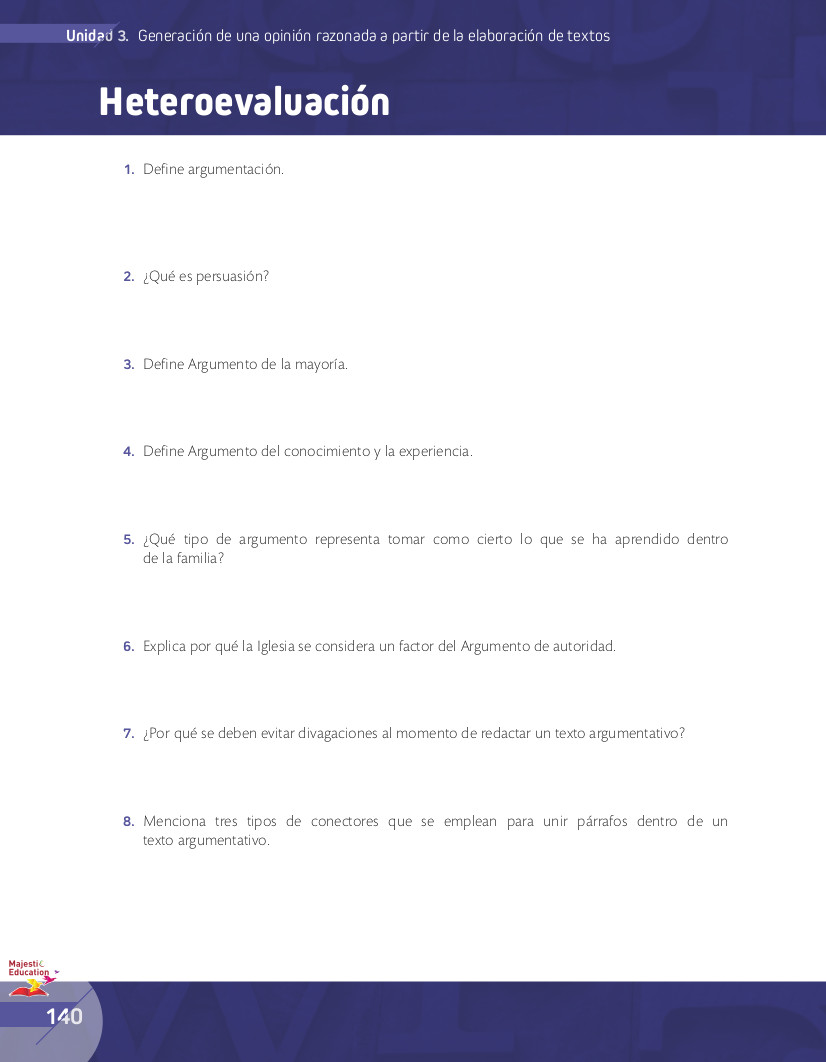 Unidad 3. Generación de una opinión razonada a partir de la elaboración de textos
Heteroevaluación
1. Define argumentación.
2. ¿Qué es persuasión?
3. Define Argumento de la mayoría.
4. Define Argumento del conocimiento y la experiencia.
5. ¿Qué tipo de argumento representa tomar como cierto lo que se ha aprendido dentro
de la familia?
6. Explica por qué la Iglesia se considera un factor del Argumento de autoridad.
7. ¿Por qué se deben evitar divagaciones al momento de redactar un texto argumentativo?
8. Menciona tres tipos de conectores que se emplean para unir párrafos dentro de un
texto argumentativo.
Majestic
Education
140